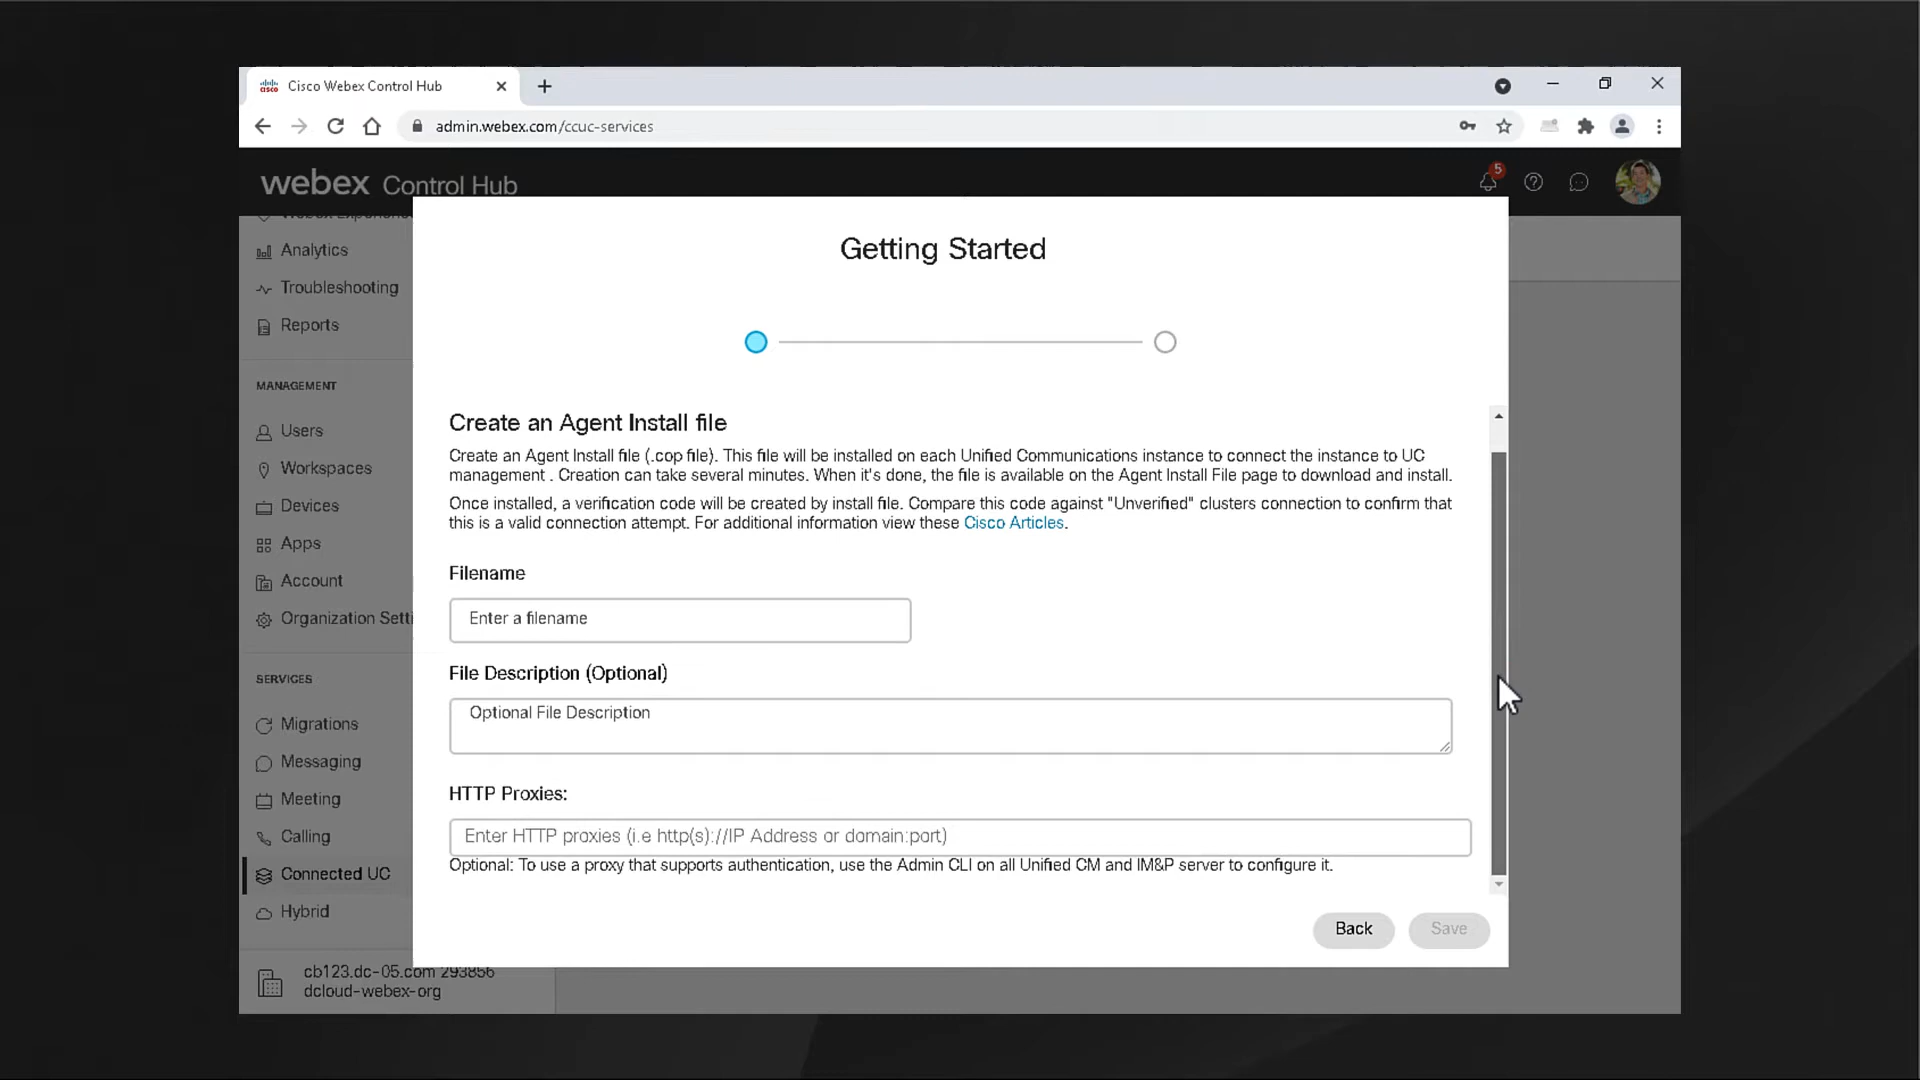 Cisco Webex Control Hub
admin.webex.com/ccuc-services
cisco
webex Control Hub
5
Webex Experience
Analytics
Troubleshooting
Reports
MANAGEMENT
Users
Workspaces
Devices
Apps
Account
Organization Setti
SERVICES
Migrations
Messaging
Meeting
Calling
Connected UC
Hybrid
cb123.dc-05.com 293856
dcloud-webex-org
Getting Started
Create an Agent Install file
Create an Agent Install file (.cop file). This file will be installed on each Unified Communications instance to connect the instance to UC
management . Creation can take several minutes. When it's done, the file is available on the Agent Install File page to download and install.
Once installed, a verification code will be created by install file. Compare this code against "Unverified" clusters connection to confirm that
this is a valid connection attempt. For additional information view these Cisco Articles.
Filename
Enter a filename
File Description (Optional)
Optional File Description
HTTP Proxies:
Enter HTTP proxies (i.e http(s)://IP Address or domain:port)
Optional: To use a proxy that supports authentication, use the Admin CLI on all Unified CM and IM&P server to configure it.
Back
Save